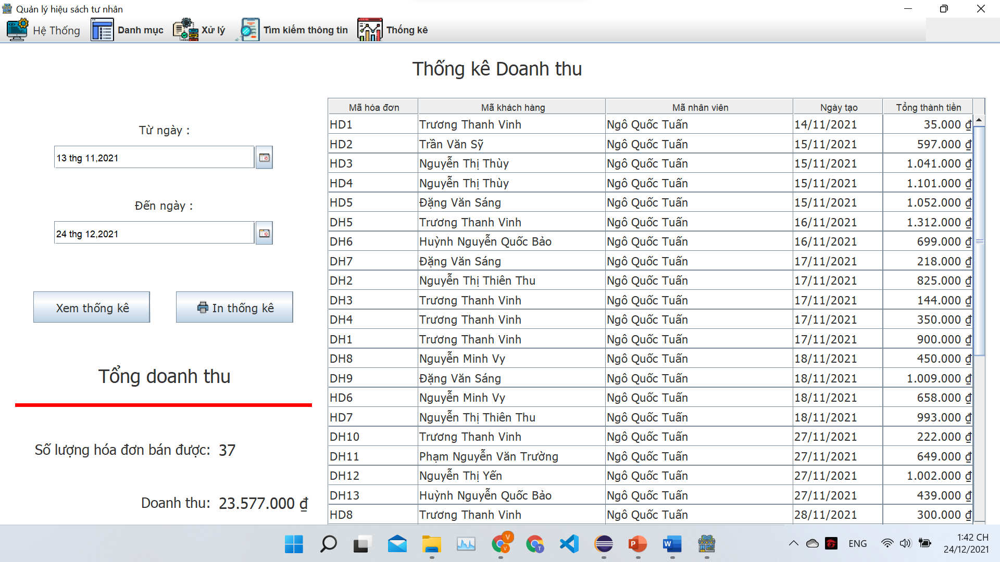 Quản lý hiệu sách tư nhân
Hệ Thống Danh mục Xử lý Tìm kiếm thông tin Thống kê
Thống kê Doanh thu
Từ ngày :
13 thg 11,2021
Đến ngày :
24 thg 12,2021
Xem thống kê In thống kê
Tổng doanh thu
Số lượng hóa đơn bán được: 37
Doanh thu: 23.577.000 ₫
Mã hóa đơn Mã khách hàng Mã nhân viên Ngày tạo Tổng thành tiền
HD1 Trương Thanh Vinh Ngô Quốc Tuấn 14/11/2021 35.000 ₫
HD2 Trần Văn Sỹ Ngô Quốc Tuấn 15/11/2021 597.000 ₫
HD3 Nguyễn Thị Thùy Ngô Quốc Tuấn 15/11/2021 1.041.000 ₫
HD4 Nguyễn Thị Thùy Ngô Quốc Tuấn 15/11/2021 1.101.000 ₫
HD5 Đặng Văn Sáng Ngô Quốc Tuấn 15/11/2021 1.052.000 ₫
DH5 Trương Thanh Vinh Ngô Quốc Tuấn 16/11/2021 1.312.000 ₫
DH6 Huỳnh Nguyễn Quốc Bảo Ngô Quốc Tuấn 16/11/2021 699.000 ₫
DH7 Đặng Văn Sáng Ngô Quốc Tuấn 17/11/2021 218.000 ₫
DH2 Nguyễn Thị Thiên Thu Ngô Quốc Tuấn 17/11/2021 825.000 ₫
DH3 Trương Thanh Vinh Ngô Quốc Tuấn 17/11/2021 144.000 ₫
DH4 Trương Thanh Vinh Ngô Quốc Tuấn 17/11/2021 350.000 ₫
DH1 Trương Thanh Vinh Ngô Quốc Tuấn 17/11/2021 900.000 ₫
DH8 Nguyễn Minh Vy Ngô Quốc Tuấn 18/11/2021 450.000 ₫
DH9 Đặng Văn Sáng Ngô Quốc Tuấn 18/11/2021 1.009.000 ₫
HD6 Nguyễn Minh Vy Ngô Quốc Tuấn 18/11/2021 658.000 ₫
HD7 Nguyễn Thị Thiên Thu Ngô Quốc Tuấn 18/11/2021 993.000 ₫
DH10 Trương Thanh Vinh Ngô Quốc Tuấn 27/11/2021 222.000 ₫
DH11 Phạm Nguyễn Văn Trường Ngô Quốc Tuấn 27/11/2021 649.000 ₫
DH12 Nguyễn Thị Yến Ngô Quốc Tuấn 27/11/2021 1.002.000 ₫
DH13 Huỳnh Nguyễn Quốc Bảo Ngô Quốc Tuấn 27/11/2021 439.000 ₫
HD8 Trương Thanh Vinh Ngô Quốc Tuấn 28/11/2021 300.000 ₫
V V T P W ENG 1:42 CH
24/12/2021